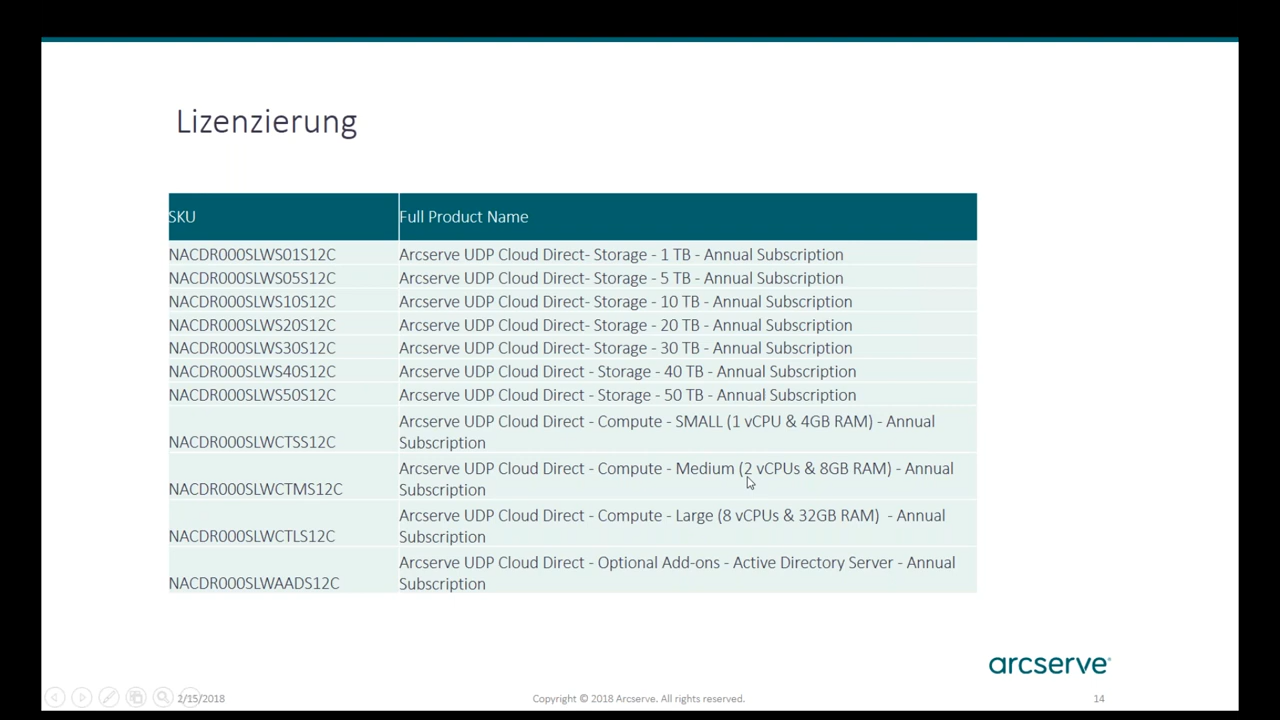 Lizenzierung
SKU Full Product Name
NACDR000SLWS01S12C Arcserve UDP Cloud Direct- Storage - 1 TB - Annual Subscription
NACDR000SLWS05S12C Arcserve UDP Cloud Direct- Storage - 5 TB - Annual Subscription
NACDR000SLWS10S12C Arcserve UDP Cloud Direct- Storage - 10 TB - Annual Subscription
NACDR000SLWS20S12C Arcserve UDP Cloud Direct- Storage - 20 TB - Annual Subscription
NACDR000SLWS30S12C Arcserve UDP Cloud Direct- Storage - 30 TB - Annual Subscription
NACDR000SLWS40S12C Arcserve UDP Cloud Direct - Storage - 40 TB - Annual Subscription
NACDR000SLWS50S12C Arcserve UDP Cloud Direct - Storage - 50 TB - Annual Subscription
Arcserve UDP Cloud Direct - Compute - SMALL (1 vCPU & 4GB RAM) - Annual
NACDR000SLWCTSS12C Subscription
Arcserve UDP Cloud Direct - Compute - Medium (2 vCPUs & 8GB RAM) - Annual
NACDR000SLWCTMS12C Subscription
Arcserve UDP Cloud Direct - Compute - Large (8 vCPUs & 32GB RAM) - Annual
NACDR000SLWCTLS12C Subscription
Arcserve UDP Cloud Direct - Optional Add-ons - Active Directory Server - Annual
NACDR000SLWAADS12C Subscription
arcserve®
2/15/2018 Copyright © 2018 Arcserve. All rights reserved. 14